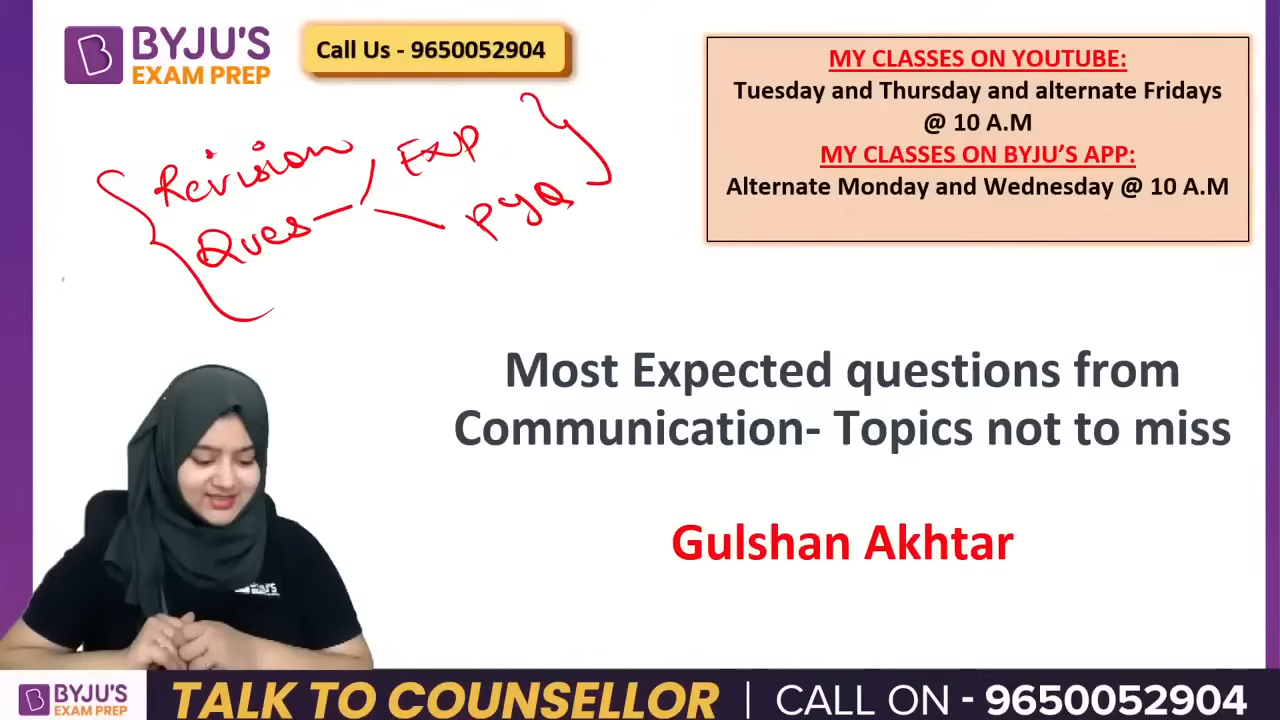 BYJU'S
EXAM PREP
Call Us - 9650052904
MY CLASSES ON YOUTUBE:
Tuesday and Thursday and alternate Fridays
@ 10 A.M
MY CLASSES ON BYJU'S APP:
Alternate Monday and Wednesday @ 10 A.M
Revision
Ques
EXP
PYQ
Most Expected questions from
Communication- Topics not to miss
Gulshan Akhtar
BYJU'S
EXAM PREP
TALK TO COUNSELLOR
CALL ON - 9650052904